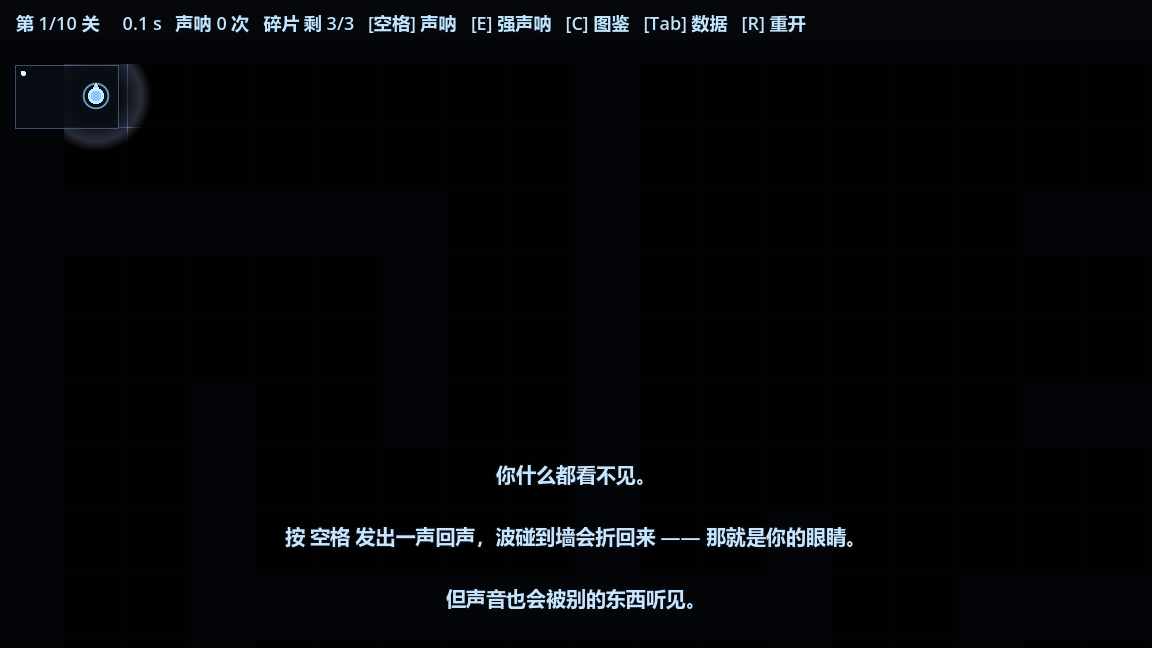 第 1/10 关 0.1 s 声呐 0 次 碎片 剩 3/3 [空格] 声呐 [E] 强声呐 [C] 图鉴 [Tab] 数据 [R] 重开
你什么都看不见。
按 空格 发出一声回声，波碰到墙会折回来 —— 那就是你的眼睛。
但声音也会被别的东西听见。